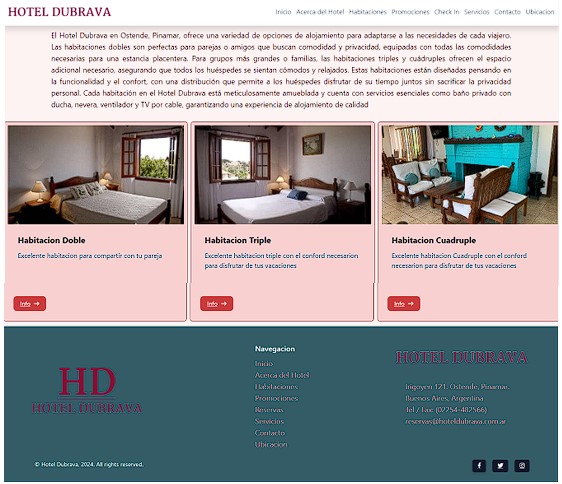 HOTEL DUBRAVA
Inicio Acerca del Hotel Habitaciones Promociones Check In Servicios Contacto Ubicacion
El Hotel Dubrava en Ostende, Pinamar, ofrece una variedad de opciones de alojamiento para adaptarse a las necesidades de cada viajero.
Las habitaciones dobles son perfectas para parejas o amigos que buscan comodidad y privacidad, equipadas con todas las comodidades
necesarias para una estancia placentera. Para grupos más grandes o familias, las habitaciones triples y cuádruples ofrecen el espacio
adicional necesario, asegurando que todos los huéspedes se sientan cómodos y relajados. Estas habitaciones están diseñadas pensando en
la funcionalidad y el confort, con una distribución que permite a los huéspedes disfrutar de su tiempo juntos sin sacrificar la privacidad
personal. Cada habitación en el Hotel Dubrava está meticulosamente amueblada y cuenta con servicios esenciales como baño privado con
ducha, nevera, ventilador y TV por cable, garantizando una experiencia de alojamiento de calidad
Habitacion Doble
Excelente habitacion para compartir con tu pareja
Info →
Habitacion Triple
Excelente habitacion triple con el conford necesarion
para disfrutar de tus vacaciones
Info →
Habitacion Cuadruple
Excelente habitacion Cuadruple con el conford
necesarion para disfrutar de tus vacaciones
Info →
HD
HOTEL DUBRAVA
Navegacion
Inicio
Acerca del Hotel
Habitaciones
Promociones
Reservas
Servicios
Contacto
Ubicacion
HOTEL DUBRAVA
Irigoyen 121. Ostende, Pinamar.
Buenos Aires, Argentina
Tel / Fax: (02254-482566)
reservas@hoteldubrava.com.ar
© Hotel Dubrava, 2024. All rights reserved.